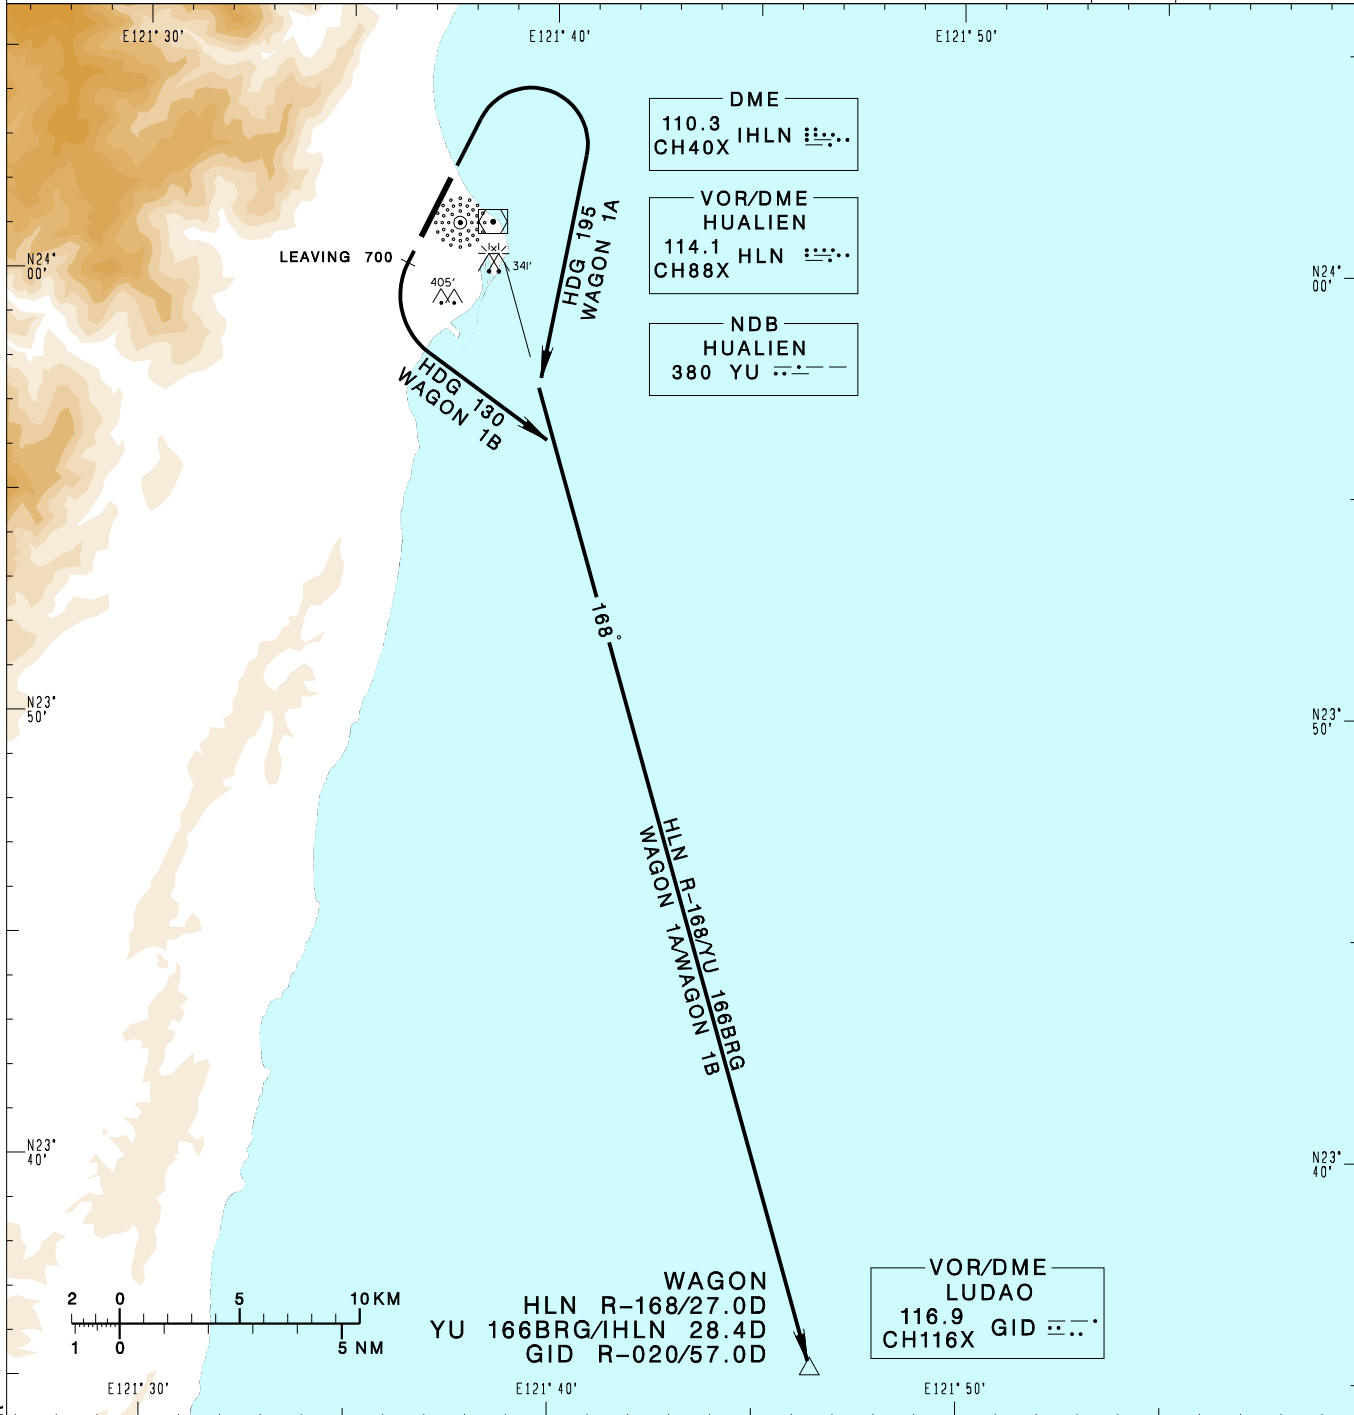 E121°30'
E121°40'
E121°50'
DME
110.3
CH40X
IHLN
VOR/DME
HUALIEN
114.1
CH88X
HLN
NDB
HUALIEN
380 YU
HDG 195
WAGON 1A
LEAVING 700
405'
341'
N24°
00'
N24°
00'
HDG 130
WAGON 1B
168°
N23°
50'
N23°
50'
HLN R-168/YU 166BRG
WAGON 1A/WAGON 1B
N23°
40'
N23°
40'
WAGON
HLN R-168/27.0D
YU 166BRG/IHLN 28.4D
GID R-020/57.0D
VOR/DME
LUDAO
116.9
CH116X
GID
2 0 5 10KM
1 0 5 NM
E121°30'
E121°40'
E121°50'